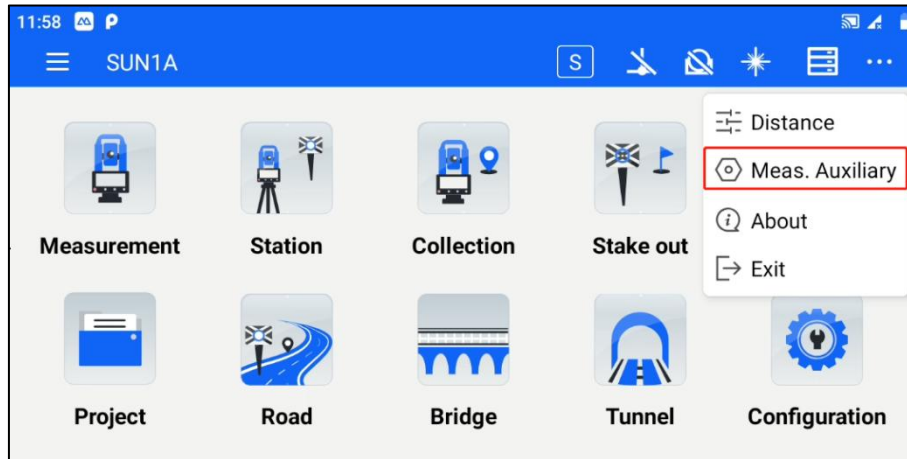 11:58
SUN1A
S
Distance
Meas. Auxiliary
About
Exit
Measurement
Station
Collection
Stake out
Project
Road
Bridge
Tunnel
Configuration